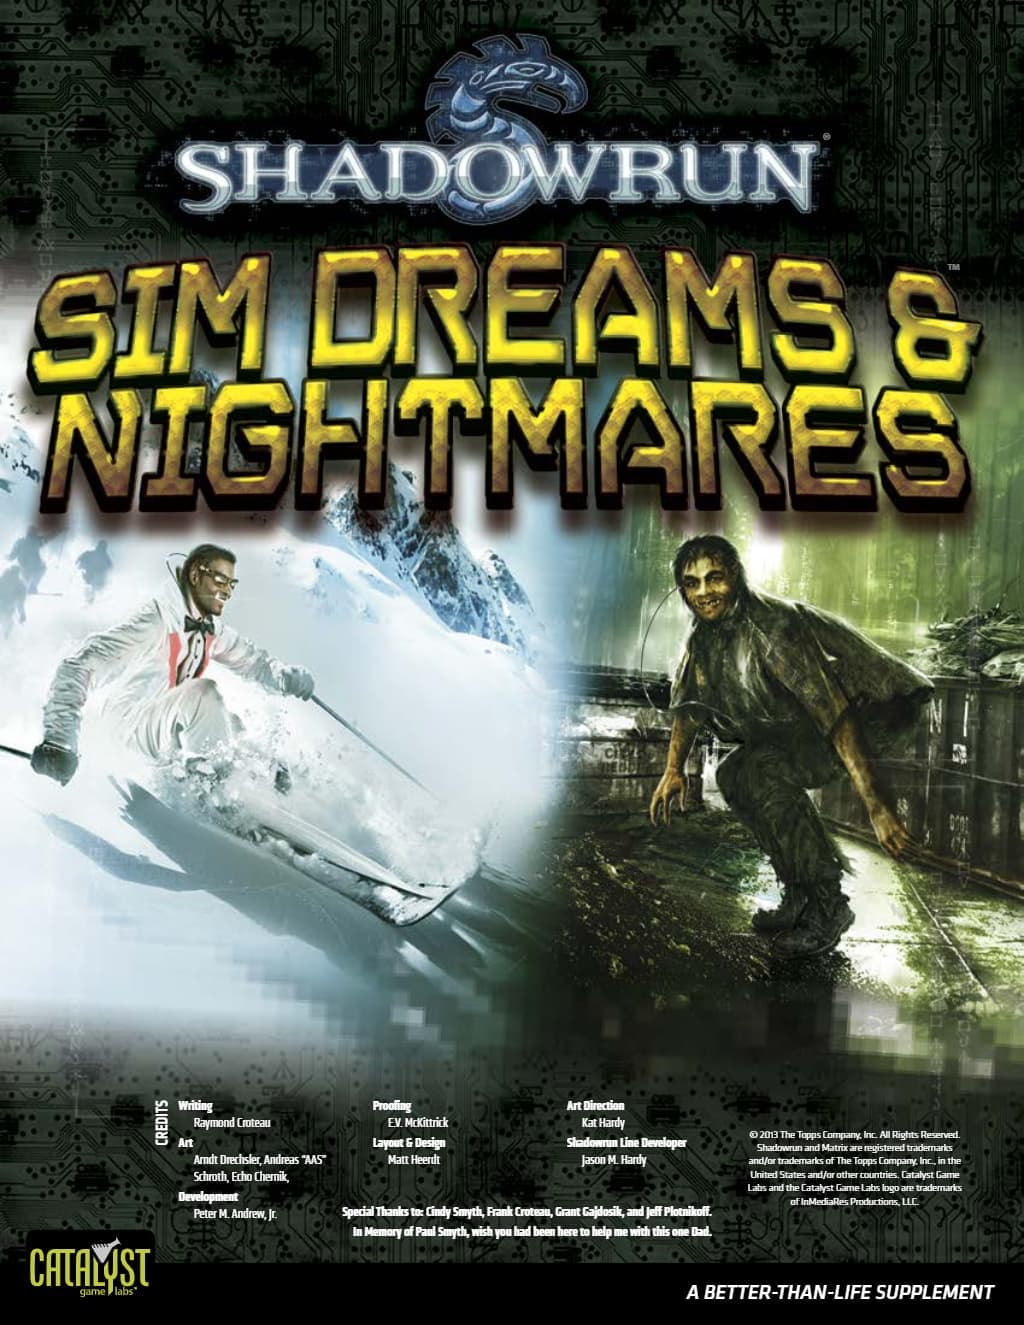 SHADOWRUN®
SIM DREAMS &™
NIGHTMARES
CREDITS
Writing
Raymond Croteau
Art
Arndt Drechsler, Andreas “AAS”
Schroth, Echo Chernik,
Development
Peter M. Andrew, Jr.
Proofing
E.V. McKittrick
Layout & Design
Matt Heerdt
Art Direction
Kat Hardy
Shadowrun Line Developer
Jason M. Hardy
Special Thanks to: Cindy Smyth, Frank Croteau, Grant Gajdosik, and Jeff Plotnikoff.
In Memory of Paul Smyth, wish you had been here to help me with this one Dad.
© 2013 The Topps Company, Inc. All Rights Reserved.
Shadowrun and Matrix are registered trademarks
and/or trademarks of The Topps Company, Inc., in the
United States and/or other countries. Catalyst Game
Labs and the Catalyst Game Labs logo are trademarks
of InMediaRes Productions, LLC.
CATALYST
game labs™
A BETTER-THAN-LIFE SUPPLEMENT